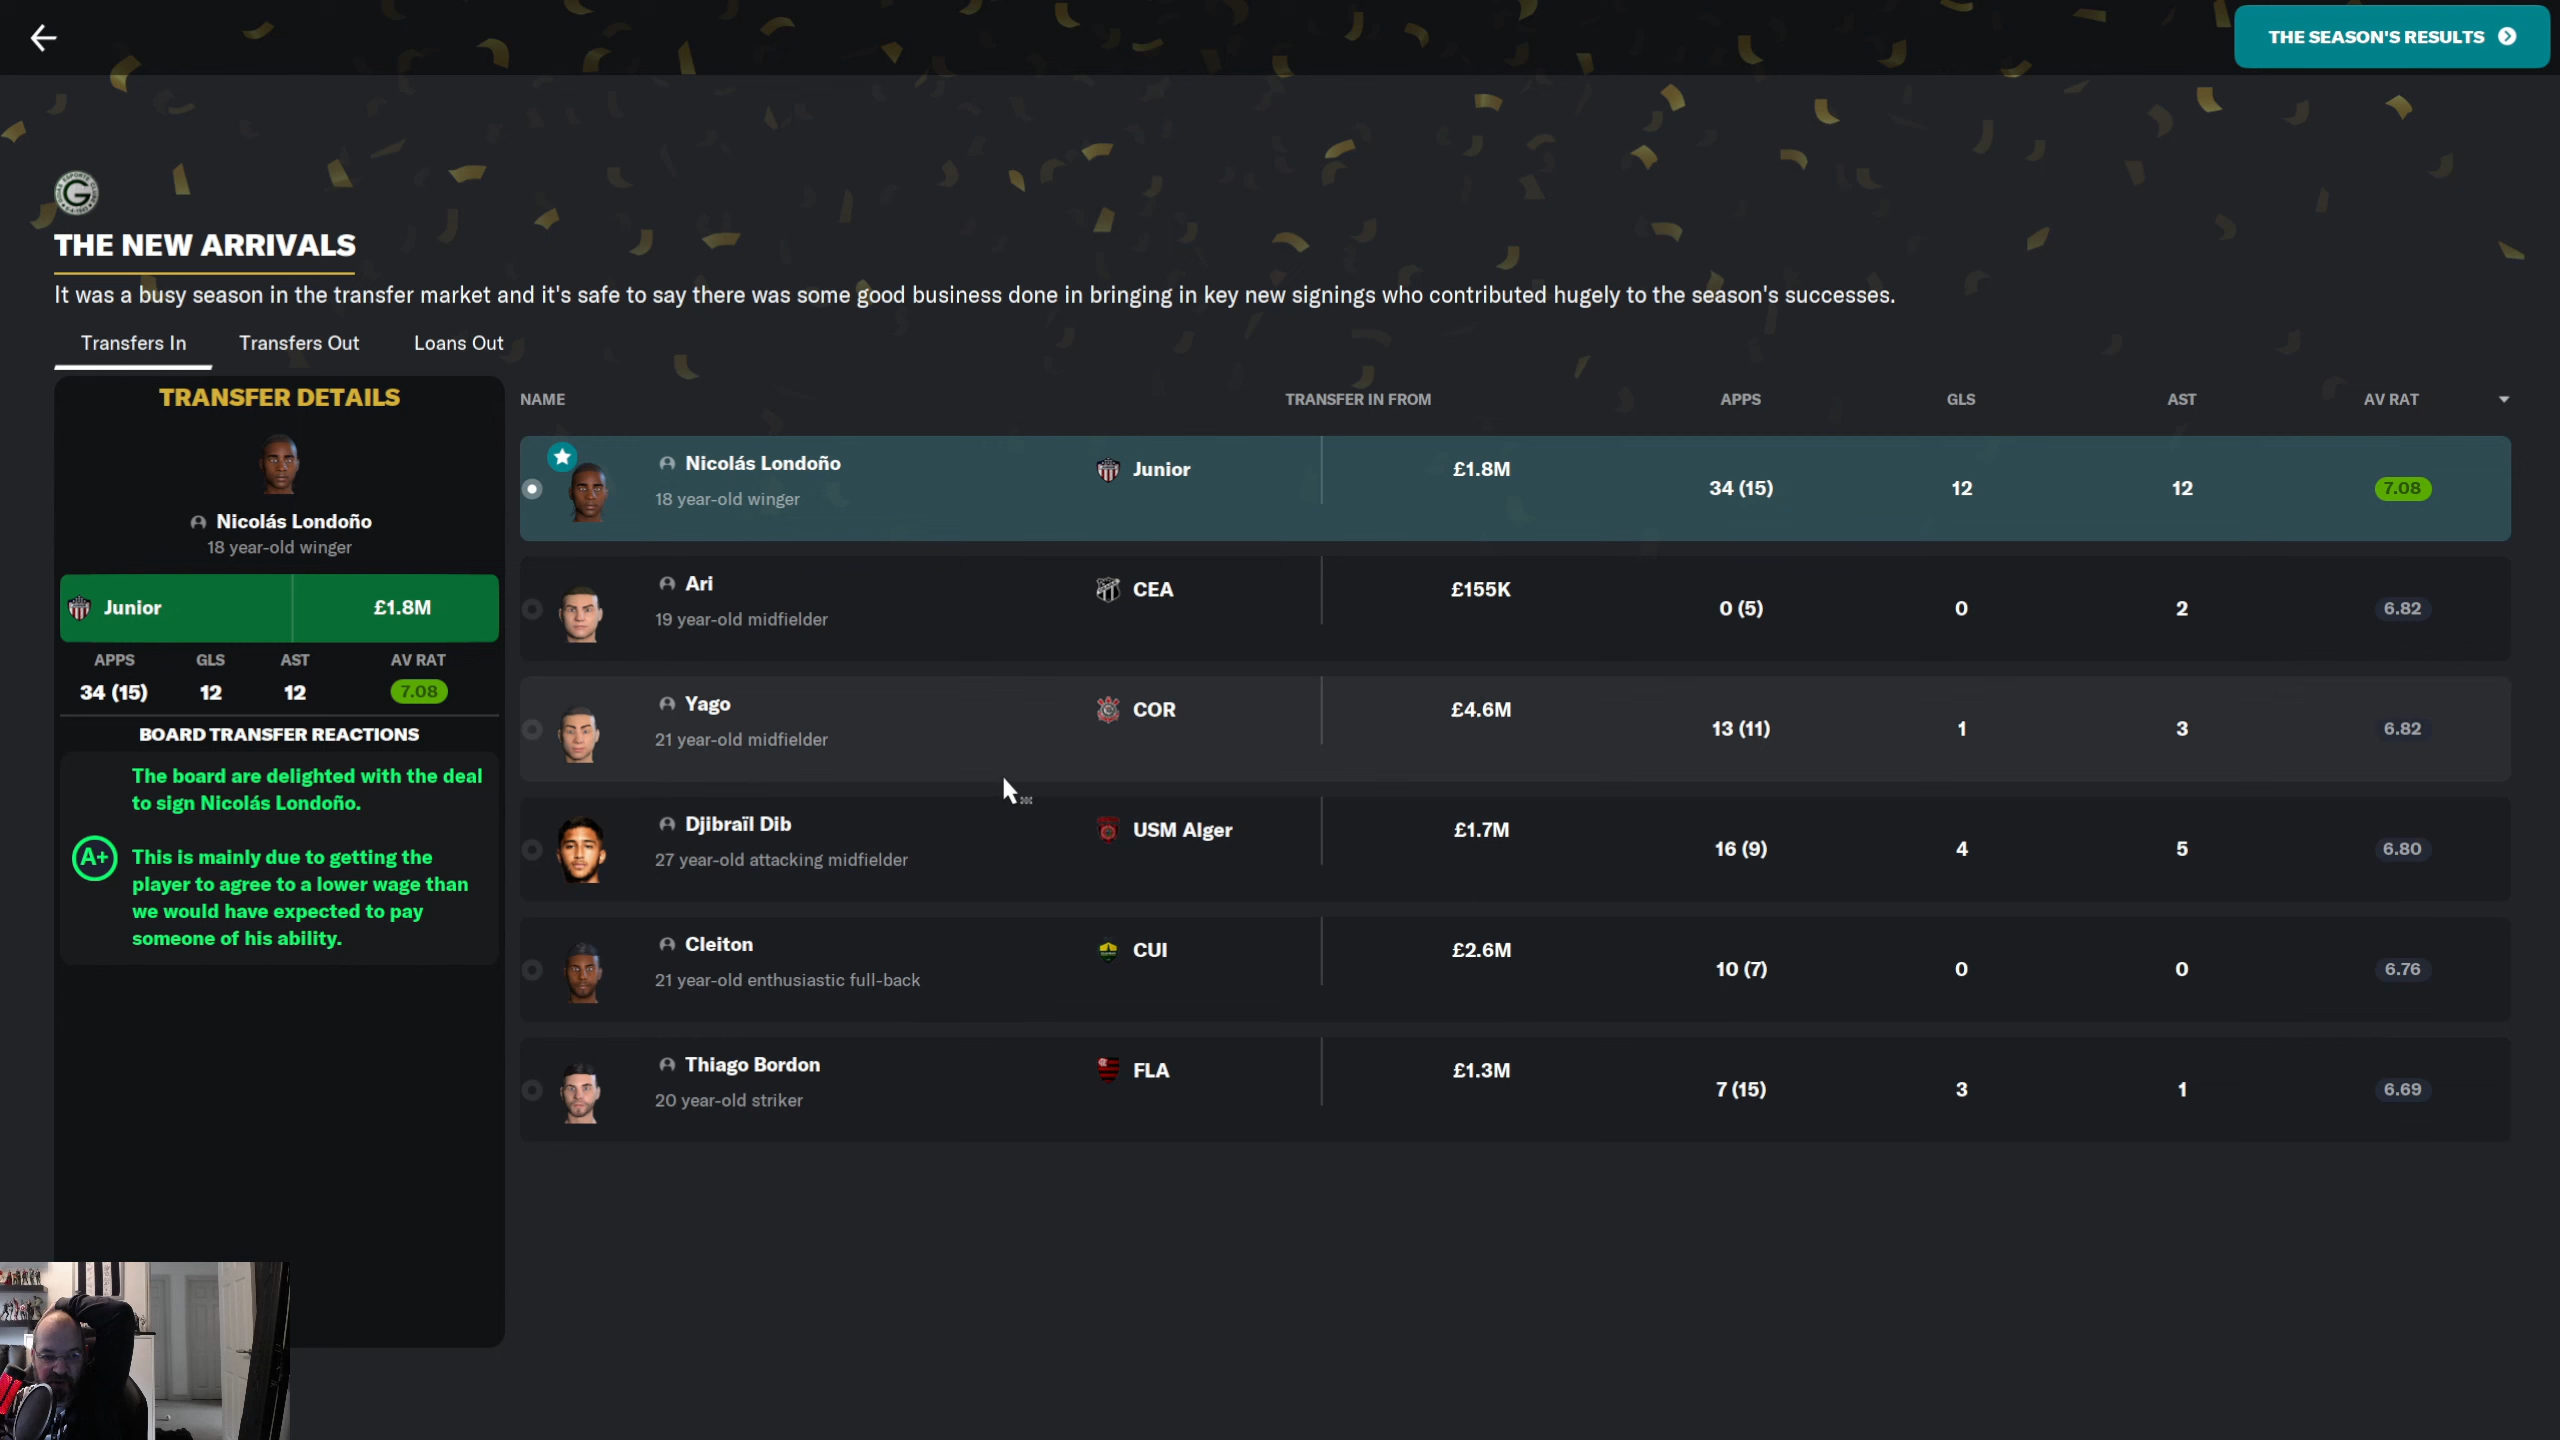 THE SEASON'S RESULTS
G
THE NEW ARRIVALS
It was a busy season in the transfer market and it's safe to say there was some good business done in bringing in key new signings who contributed hugely to the season's successes.
Transfers In Transfers Out Loans Out
TRANSFER DETAILS
Nicolás Londoño
18 year-old winger
Junior £1.8M
APPS GLS AST AV RAT
34 (15) 12 12 7.08
BOARD TRANSFER REACTIONS
The board are delighted with the deal
to sign Nicolás Londoño.
A+
This is mainly due to getting the
player to agree to a lower wage than
we would have expected to pay
someone of his ability.
NAME TRANSFER IN FROM APPS GLS AST AV RAT
Nicolás Londoño
18 year-old winger
Junior £1.8M 34 (15) 12 12 7.08
Ari
19 year-old midfielder
CEA £155K 0 (5) 0 2 6.82
Yago
21 year-old midfielder
COR £4.6M 13 (11) 1 3 6.82
Djibraïl Dib
27 year-old attacking midfielder
USM Alger £1.7M 16 (9) 4 5 6.80
Cleiton
21 year-old enthusiastic full-back
CUI £2.6M 10 (7) 0 0 6.76
Thiago Bordon
20 year-old striker
FLA £1.3M 7 (15) 3 1 6.69